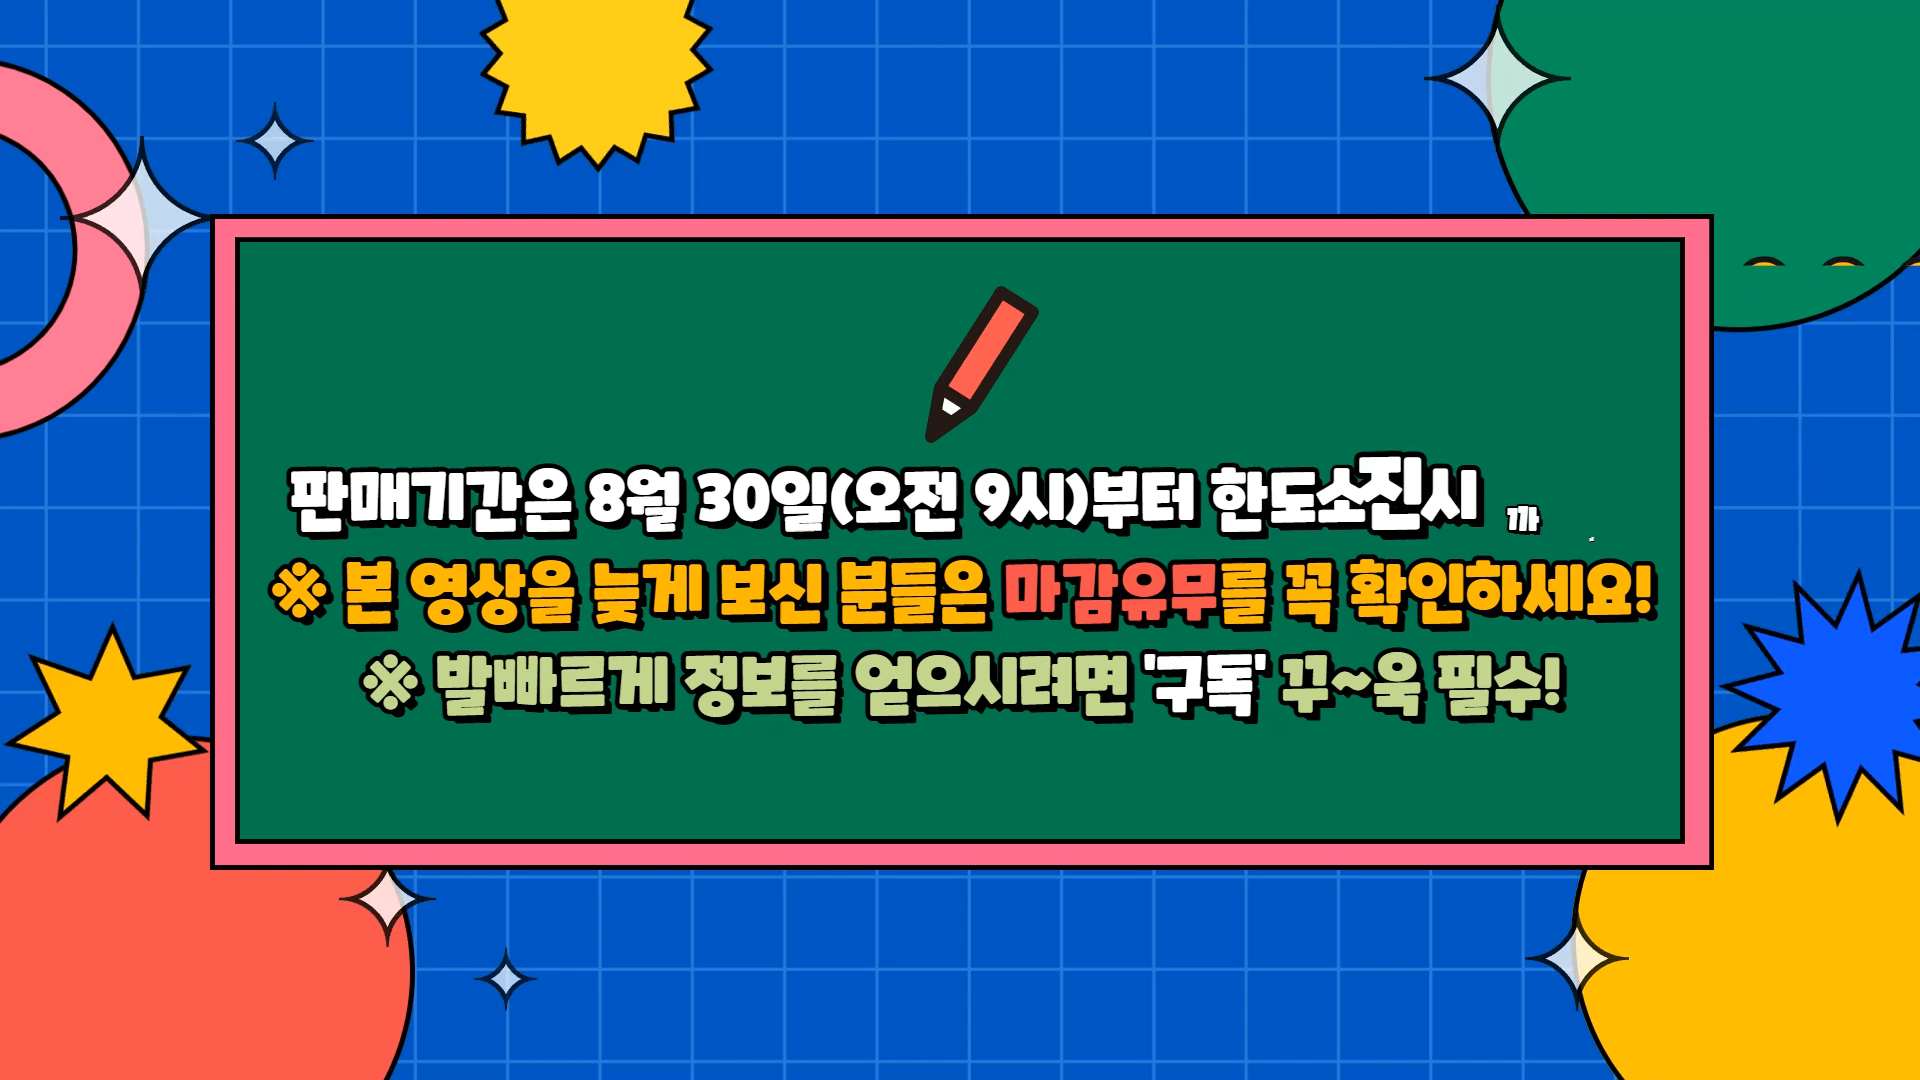 판매기간은 8월 30일(오전 9시)부터 한도소진시 까
※ 본 영상을 늦게 보신 분들은 마감유무를 꼭 확인하세요!
※ 발빠르게 정보를 얻으시려면 '구독' 꾸~욱 필수!